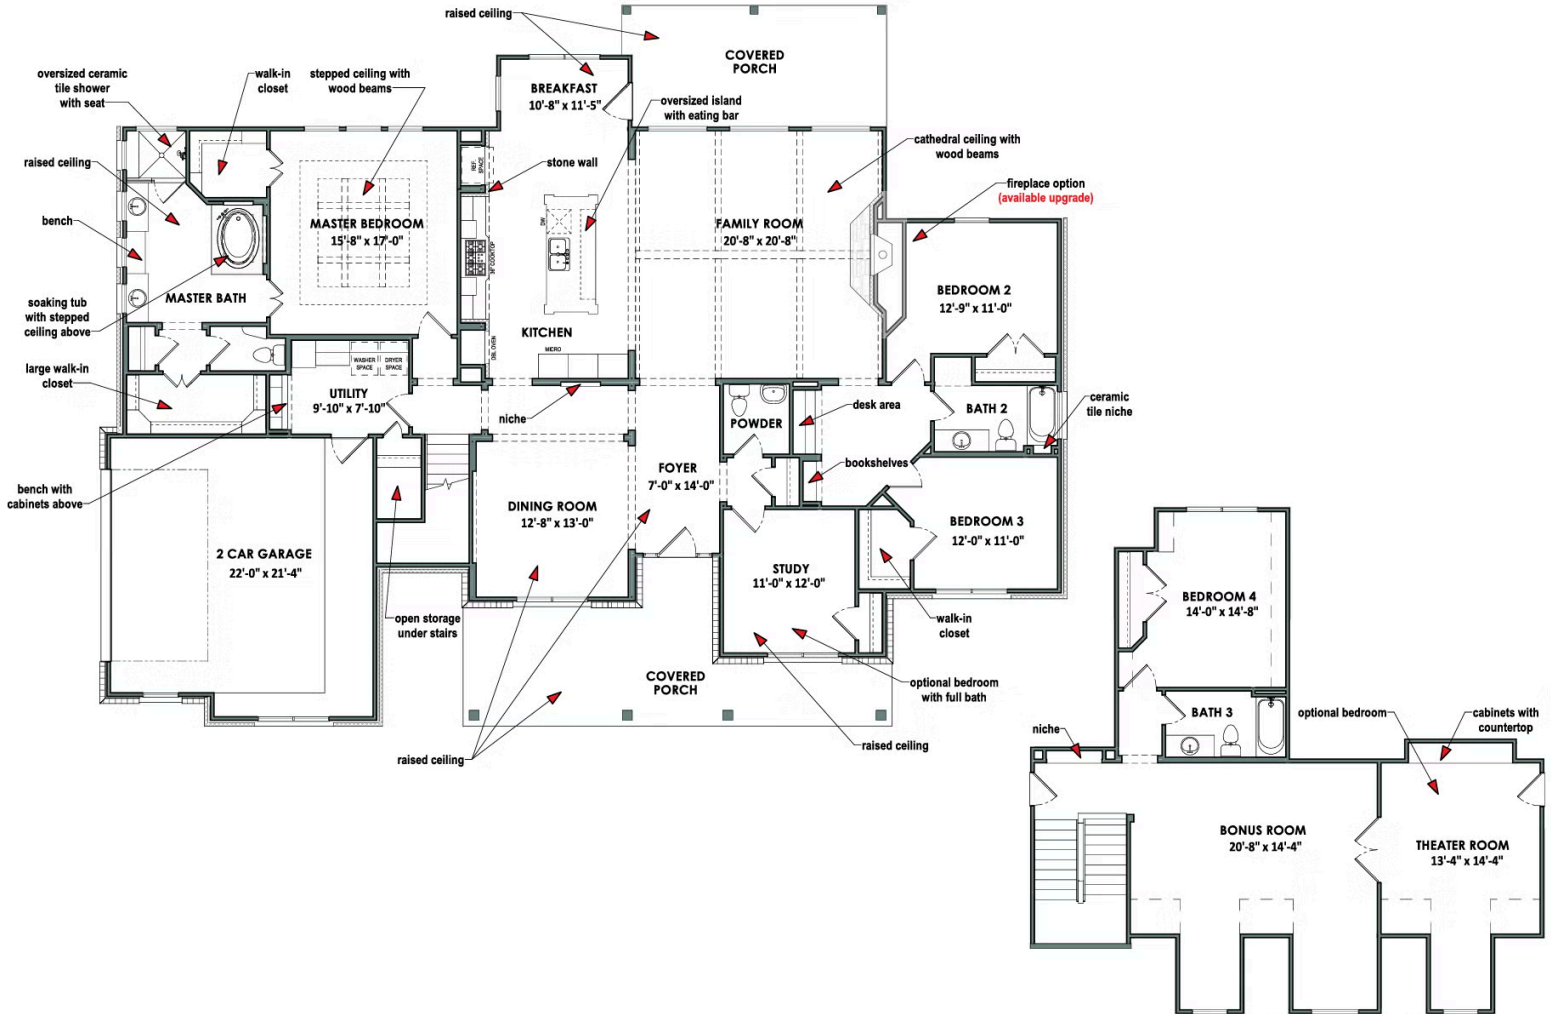 raised ceiling
COVERED
PORCH
oversized ceramic
tile shower
with seat
walk-in
closet
stepped ceiling with
wood beams
BREAKFAST
10'-8" x 11'-5"
oversized island
with eating bar
cathedral ceiling with
wood beams
raised ceiling
REF.
SPACE
stone wall
fireplace option
(available upgrade)
bench
MASTER BEDROOM
15'-8" x 17'-0"
DW
FAMILY ROOM
20'-8" x 20'-8"
36" COOKTOP
MASTER BATH
BEDROOM 2
12'-9" x 11'-0"
soaking tub
with stepped
ceiling above
KITCHEN
DBL OVEN
MICRO
WASHER
SPACE
DRYER
SPACE
large walk-in
closet
UTILITY
9'-10" x 7'-10"
niche
POWDER
desk area
BATH 2
ceramic
tile niche
bench with
cabinets above
FOYER
7'-0" x 14'-0"
bookshelves
DINING ROOM
12'-8" x 13'-0"
BEDROOM 3
12'-0" x 11'-0"
2 CAR GARAGE
22'-0" x 21'-4"
STUDY
11'-0" x 12'-0"
open storage
under stairs
walk-in
closet
BEDROOM 4
14'-0" x 14'-8"
COVERED
PORCH
optional bedroom
with full bath
raised ceiling
raised ceiling
BATH 3
optional bedroom
cabinets with
countertop
niche
BONUS ROOM
20'-8" x 14'-4"
THEATER ROOM
13'-4" x 14'-4"